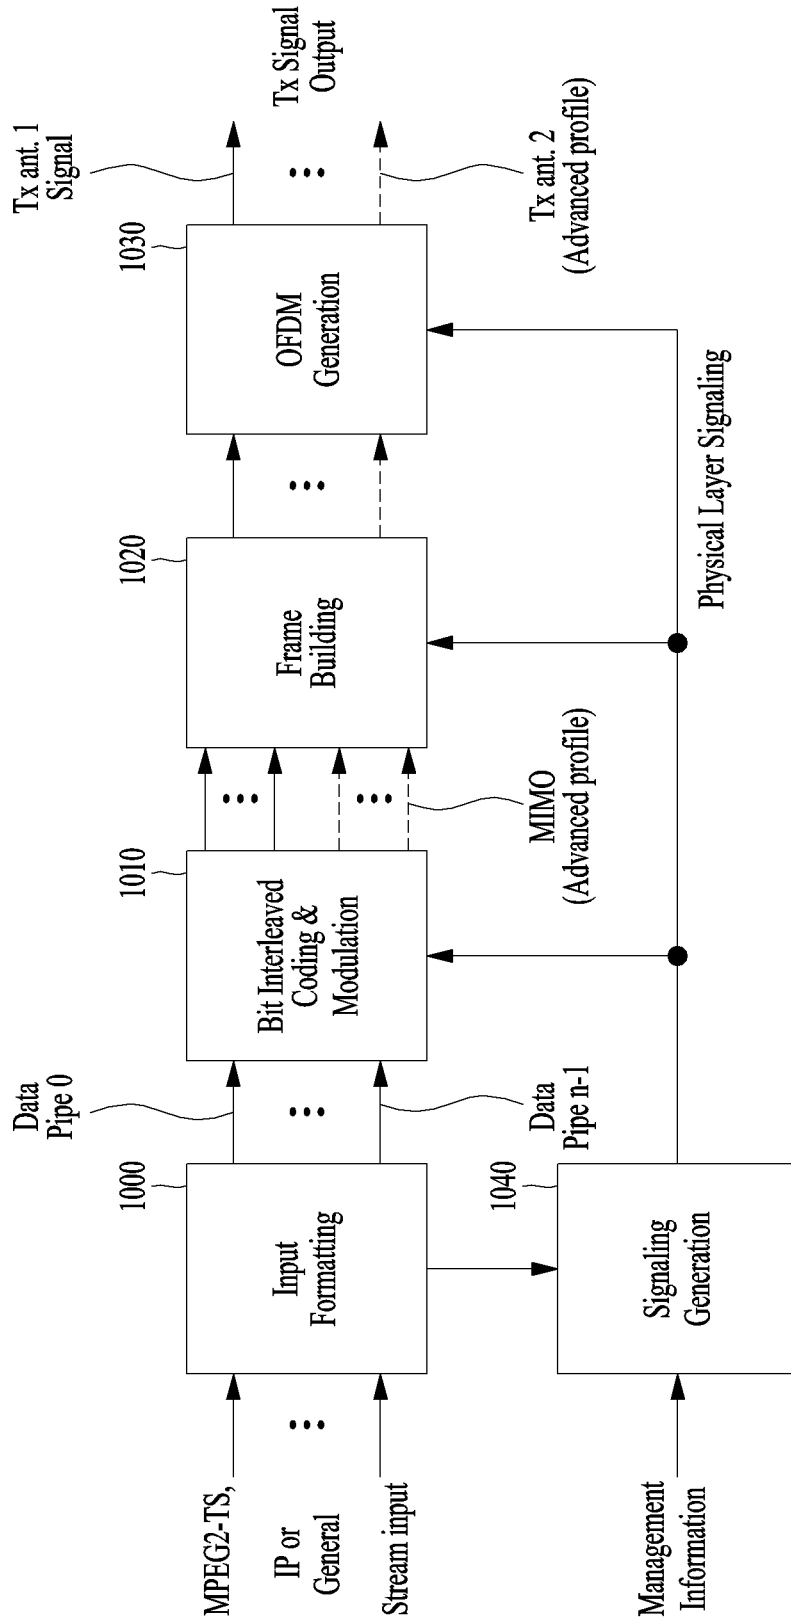 MPEG2-TS,
IP or
General
Stream input
1000
Input
Formatting
Data
Pipe 0
Data
Pipe n-1
1010
Bit Interleaved
Coding &
Modulation
MIMO
(Advanced profile)
1020
Frame
Building
1030
OFDM
Generation
Tx ant. 1
Signal
Tx Signal
Output
Tx ant. 2
(Advanced profile)
Management
Information
1040
Signaling
Generation
Physical Layer Signaling